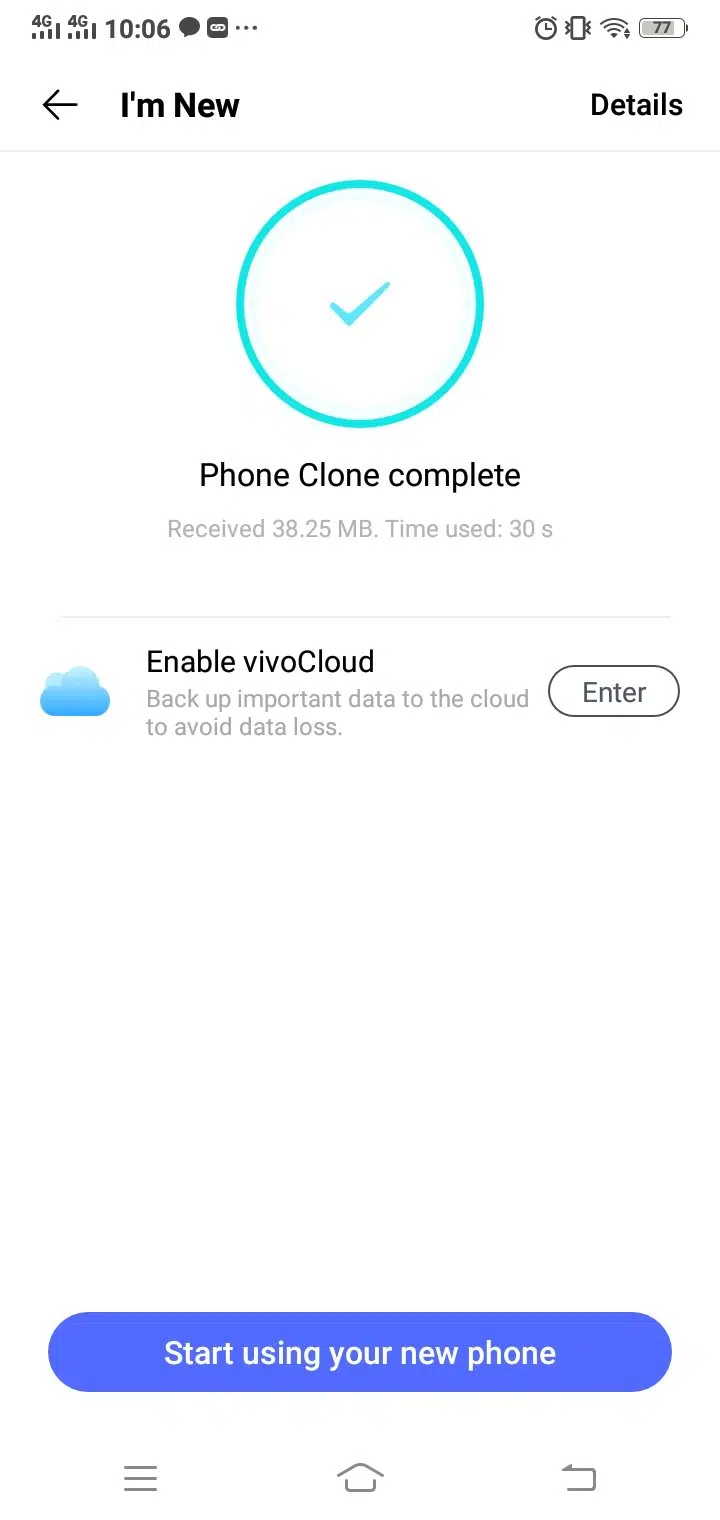 4G 4G 10:06 ... 77
I'm New Details
Phone Clone complete
Received 38.25 MB. Time used: 30 s
Enable vivoCloud
Back up important data to the cloud
to avoid data loss.
Enter
Start using your new phone